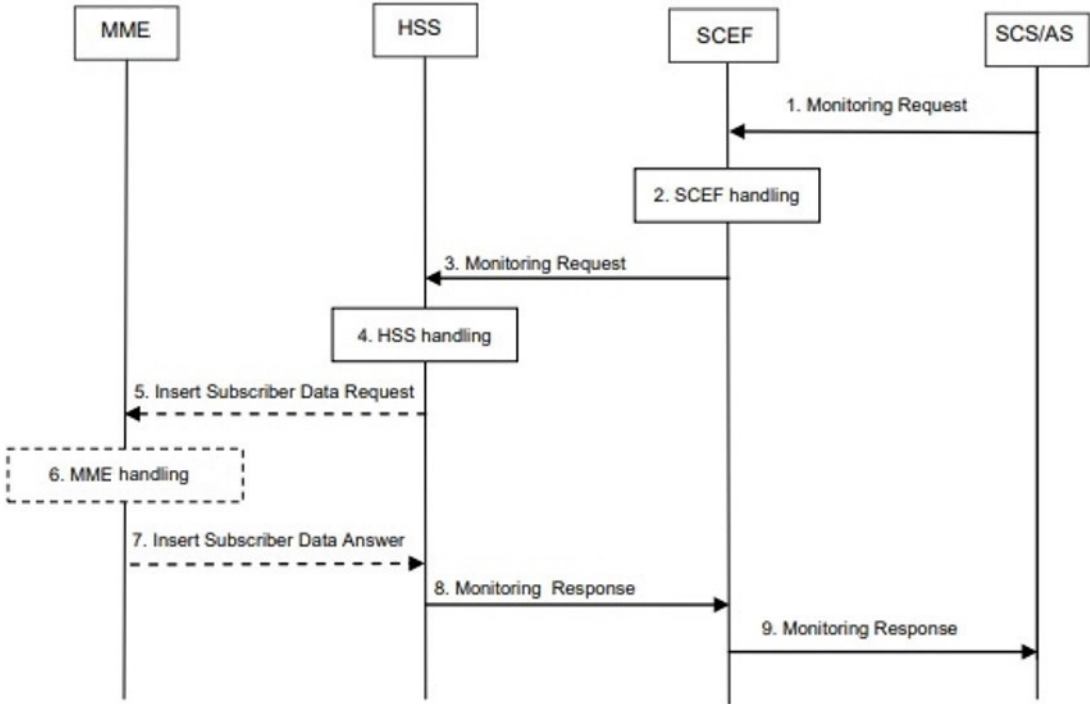 MME
HSS
SCEF
SCS/AS
1. Monitoring Request
2. SCEF handling
3. Monitoring Request
4. HSS handling
5. Insert Subscriber Data Request
6. MME handling
7. Insert Subscriber Data Answer
8. Monitoring Response
9. Monitoring Response